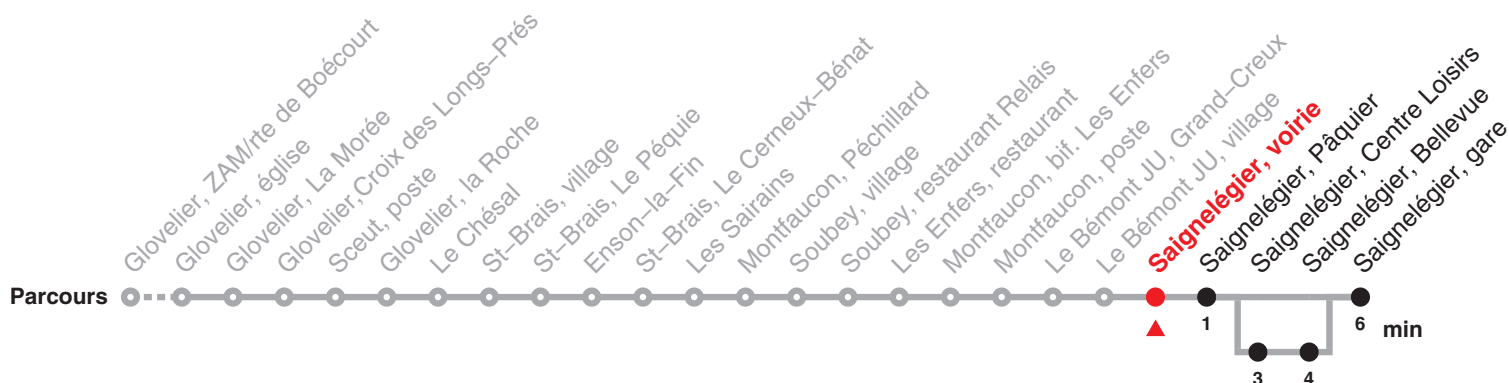 Glovelier, ZAM/rte de Boécourt
Glovelier, église
Glovelier, La Morée
Glovelier, Croix des Longs–Prés
Sceut, poste
Glovelier, la Roche
Le Chésal
St–Brais, village
St–Brais, Le Péquie
Enson–la–Fin
St–Brais, Le Cerneux–Bénat
Les Sairains
Montfaucon, Péchillard
Soubey, village
Soubey, restaurant Relais
Les Enfers, restaurant
Montfaucon, bif. Les Enfers
Montfaucon, poste
Le Bémont JU, Grand–Creux
Le Bémont JU, village
Saignelégier, voirie
Saignelégier, Pâquier
Saignelégier, Centre Loisirs
Saignelégier, Bellevue
Saignelégier, gare
Parcours
1
6
min
3
4